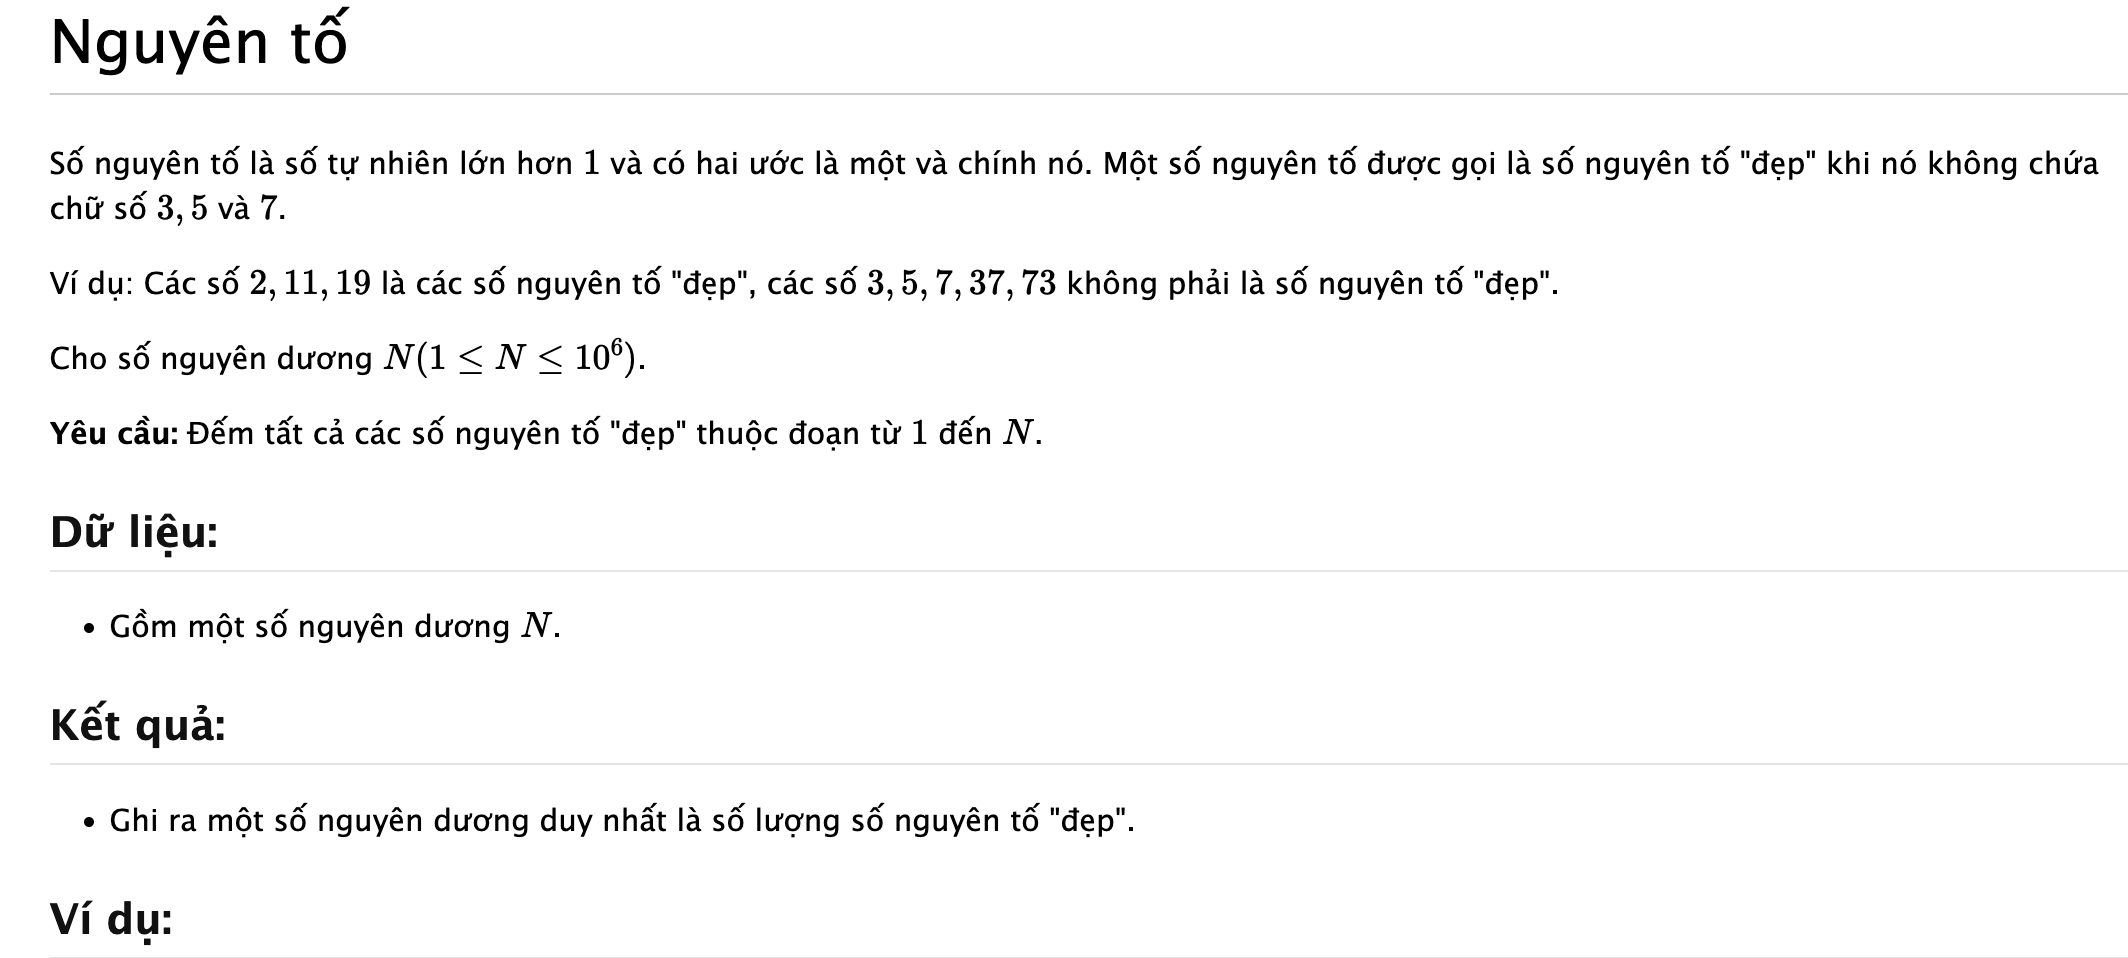 Nguyên tố
Số nguyên tố là số tự nhiên lớn hơn 1 và có hai ước là một và chính nó. Một số nguyên tố được gọi là số nguyên tố "đẹp" khi nó không chứa
chữ số 3, 5 và 7.
Ví dụ: Các số 2, 11, 19 là các số nguyên tố "đẹp", các số 3, 5, 7, 37, 73 không phải là số nguyên tố "đẹp".
Cho số nguyên dương N(1 ≤ N ≤ 10⁶).
Yêu cầu: Đếm tất cả các số nguyên tố "đẹp" thuộc đoạn từ 1 đến N.
Dữ liệu:
• Gồm một số nguyên dương N.
Kết quả:
• Ghi ra một số nguyên dương duy nhất là số lượng số nguyên tố "đẹp".
Ví dụ: